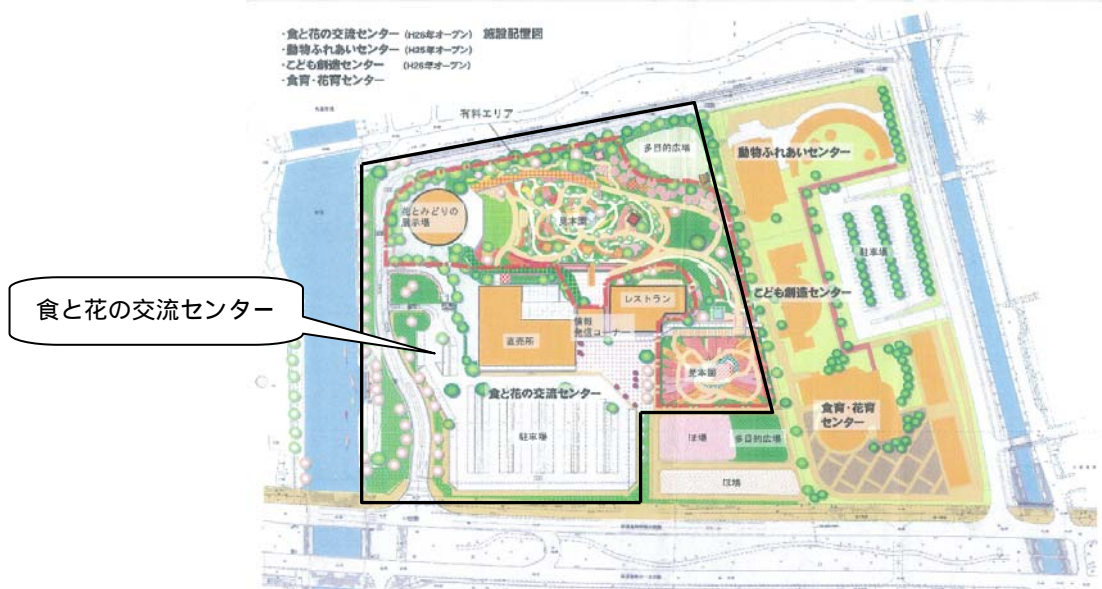 ・食と花の交流センター(H26年オープン) 施設配置図
・動物ふれあいセンター(H25年オープン)
・こども創造センター (H26年オープン)
・食育・花育センター
有料エリア
多目的広場
動物ふれあいセンター
花とみどりの
展示場
見本園
駐車場
こども創造センター
レストラン
食と花の交流センター
情報
発信コーナー
直売所
見本園
食と花の交流センター
食育・花育
センター
駐車場
ほ場
多目的広場
ほ場